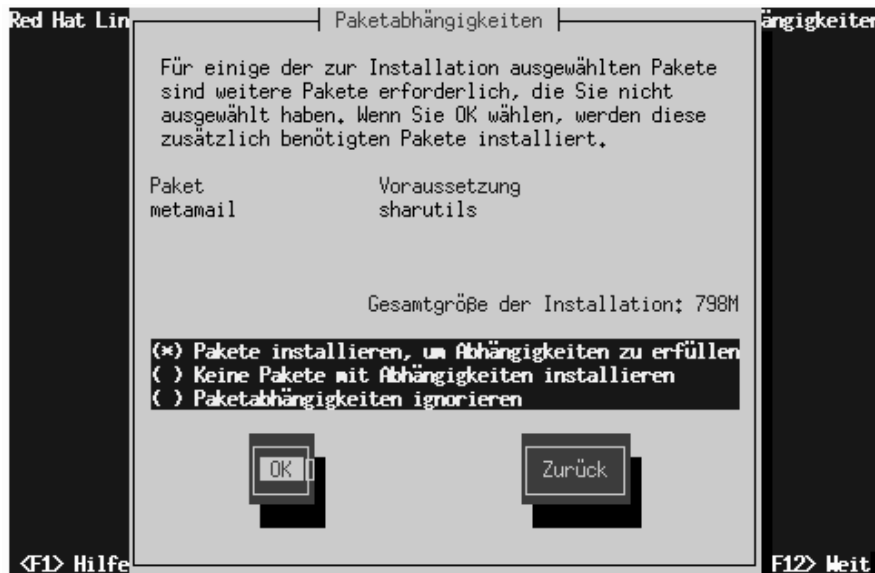 Red Hat Lin
Paketabhängigkeiten
ängigkeiten
Für einige der zur Installation ausgewählten Pakete
sind weitere Pakete erforderlich, die Sie nicht
ausgewählt haben. Wenn Sie OK wählen, werden diese
zusätzlich benötigten Pakete installiert.
Paket Voraussetzung
metamail sharutils
Gesamtgröße der Installation: 798M
(*) Pakete installieren, um Abhängigkeiten zu erfüllen
( ) Keine Pakete mit Abhängigkeiten installieren
( ) Paketabhängigkeiten ignorieren
OK Zurück
<F1> Hilfe F12> Weit